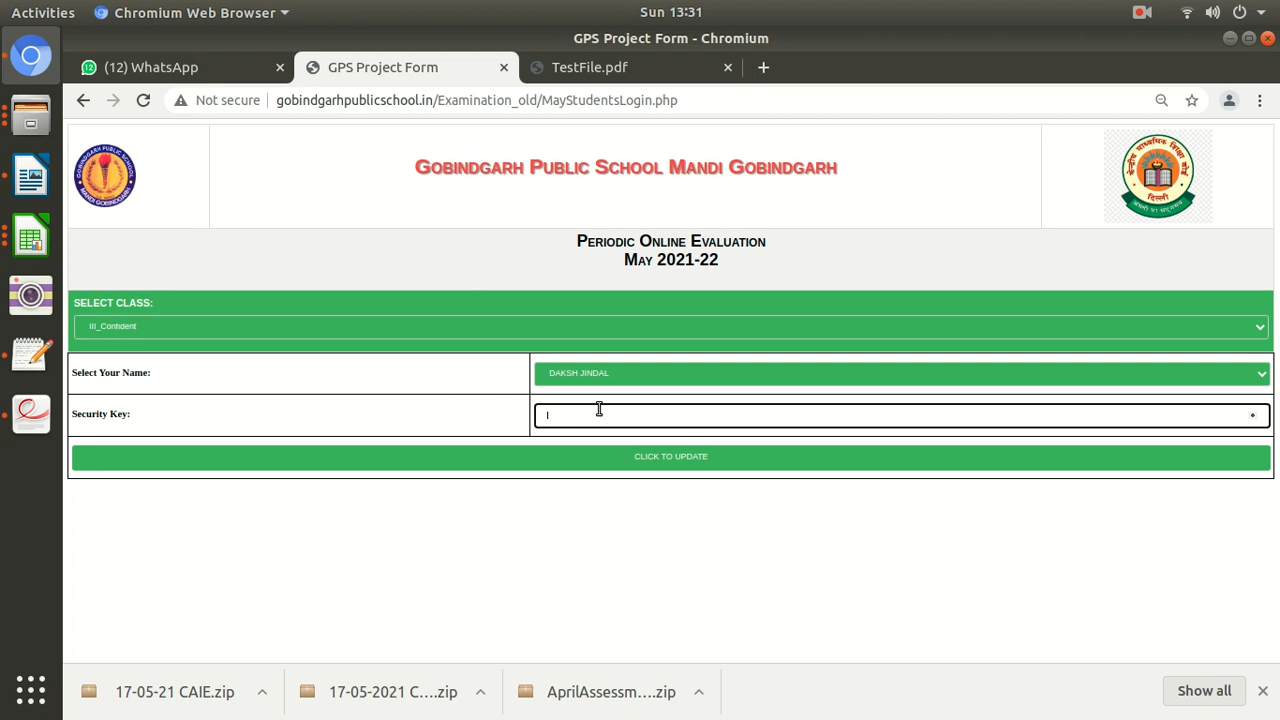 Activities
Chromium Web Browser
Sun 13:31
GPS Project Form - Chromium
(12) WhatsApp
GPS Project Form
TestFile.pdf
Not secure
gobindgarhpublicschool.in/Examination_old/MayStudentsLogin.php
GOBINDGARH PUBLIC SCHOOL MANDI GOBINDGARH
PERIODIC ONLINE EVALUATION
MAY 2021-22
SELECT CLASS:
III_Confident
Select Your Name:
DAKSH JINDAL
Security Key:
CLICK TO UPDATE
17-05-21 CAIE.zip
17-05-2021 C....zip
AprilAssessm....zip
Show all